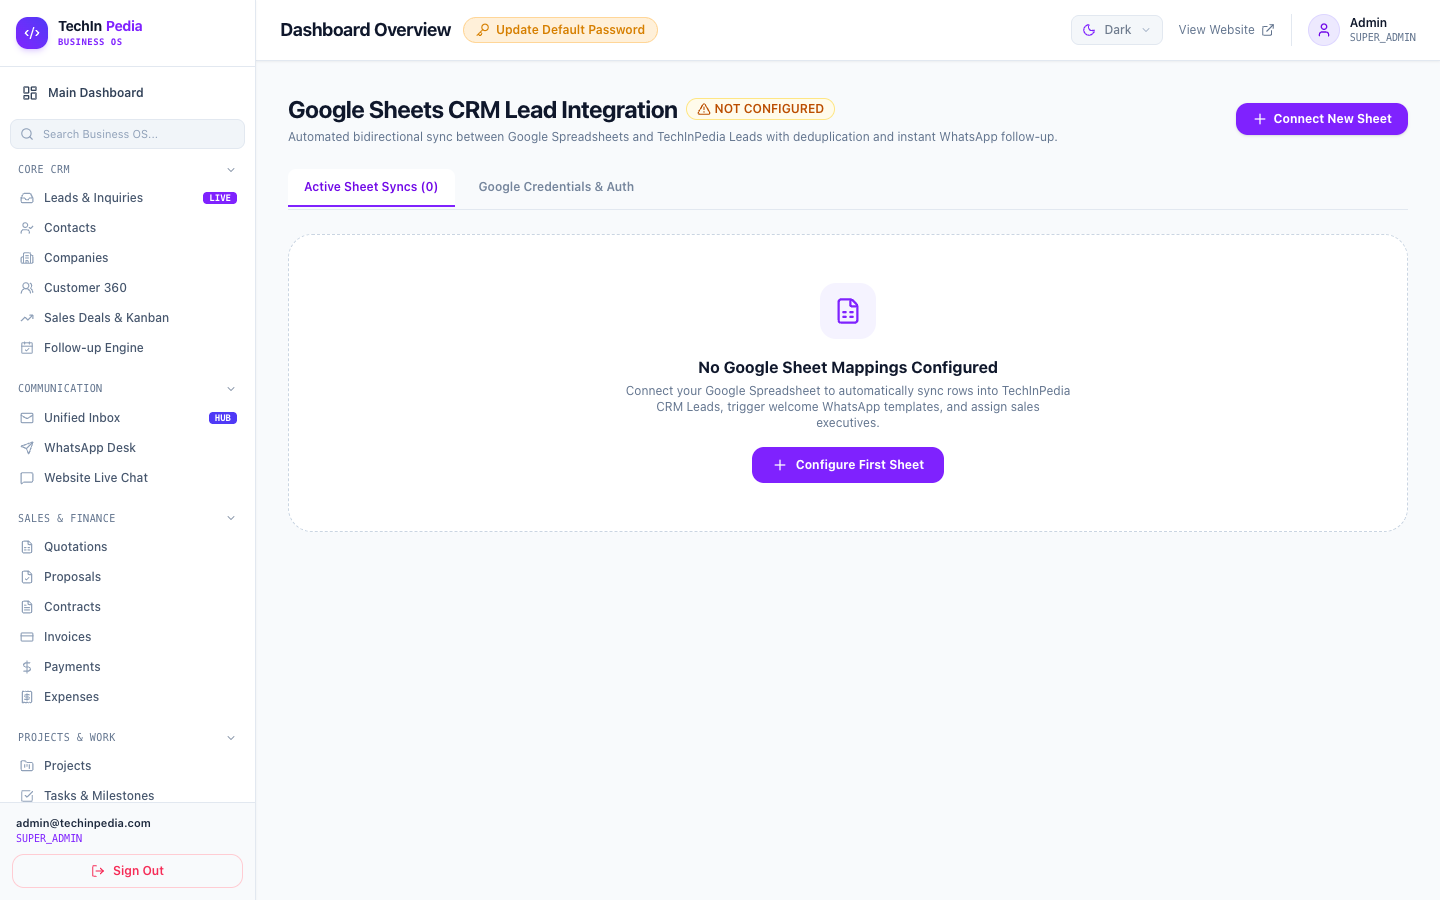 TechIn Pedia
BUSINESS OS
Main Dashboard
Search Business OS...
CORE CRM
Leads & Inquiries LIVE
Contacts
Companies
Customer 360
Sales Deals & Kanban
Follow-up Engine
COMMUNICATION
Unified Inbox HUB
WhatsApp Desk
Website Live Chat
SALES & FINANCE
Quotations
Proposals
Contracts
Invoices
Payments
Expenses
PROJECTS & WORK
Projects
Tasks & Milestones
admin@techinpedia.com
SUPER_ADMIN
Sign Out
Dashboard Overview
Update Default Password
Dark
View Website
Admin
SUPER_ADMIN
Google Sheets CRM Lead Integration
NOT CONFIGURED
Automated bidirectional sync between Google Spreadsheets and TechInPedia Leads with deduplication and instant WhatsApp follow-up.
Connect New Sheet
Active Sheet Syncs (0)
Google Credentials & Auth
No Google Sheet Mappings Configured
Connect your Google Spreadsheet to automatically sync rows into TechInPedia
CRM Leads, trigger welcome WhatsApp templates, and assign sales
executives.
Configure First Sheet